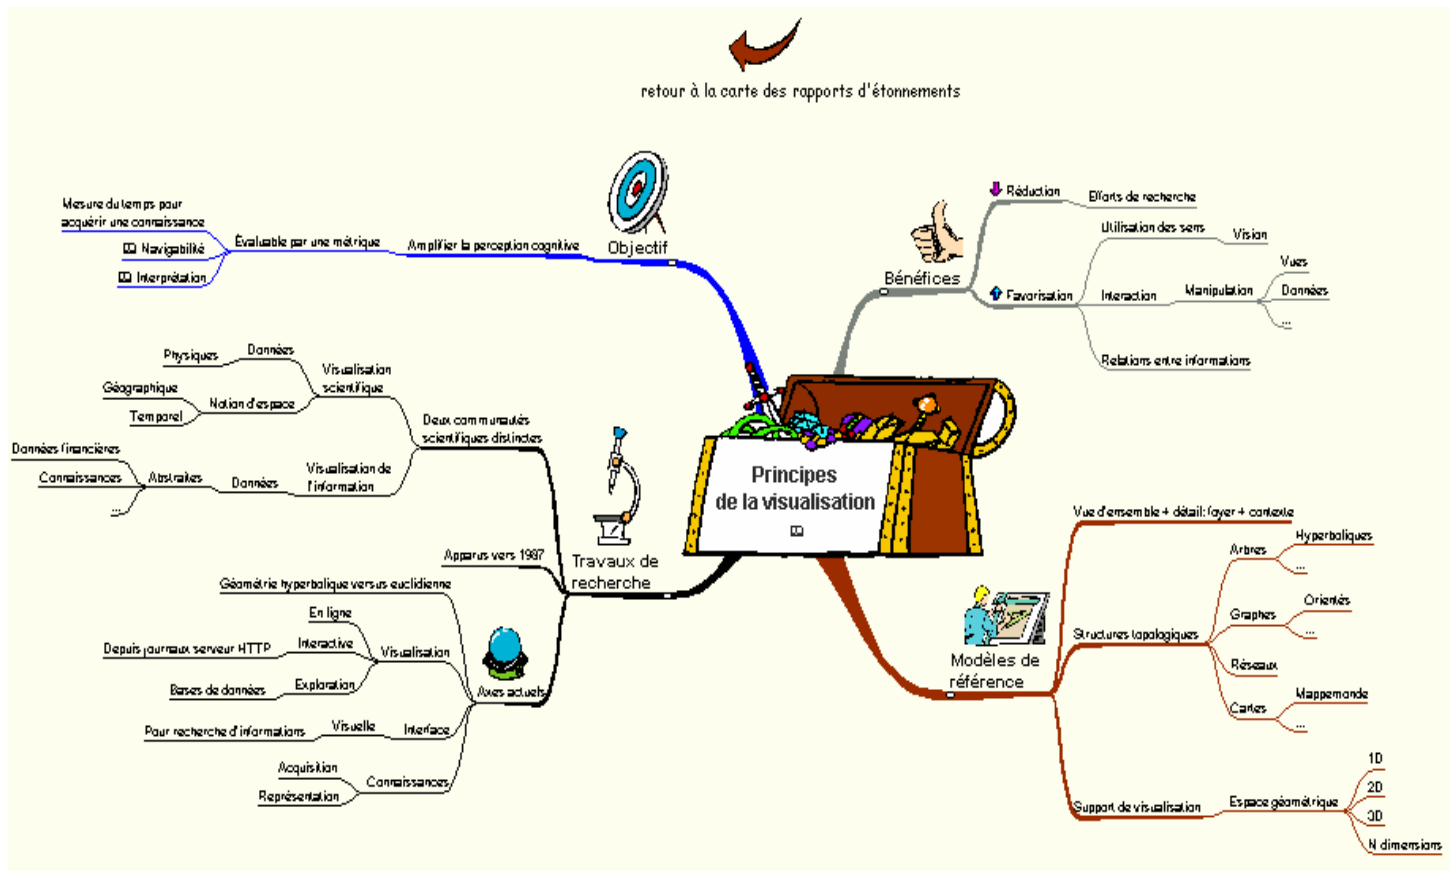 retour à la carte des rapports d'étonnements
Principes
de la visualisation
Objectif
Amplifier la perception cognitive
Évaluable par une métrique
Mesure du temps pour
acquérir une connaissance
Navigabilité
Interprétation
Bénéfices
Réduction
Efforts de recherche
Favorisation
Utilisation des sens
Vision
Interaction
Manipulation
Vues
Données
...
Relations entre informations
Travaux de
recherche
Deux communautés
scientifiques distinctes
Visualisation
scientifique
Données
Physiques
Notion d'espace
Géographique
Temporel
Visualisation de
l'information
Données
Abstraites
Données financières
Connaissances
...
Apparus vers 1987
Axes actuels
Géométrie hyperbolique versus euclidienne
Visualisation
En ligne
Interactive
Depuis journaux serveur HTTP
Exploration
Bases de données
Interface
Visuelle
Pour recherche d'informations
Connaissances
Acquisition
Représentation
Modèles de
référence
Vue d'ensemble + détail: foyer + contexte
Structures topologiques
Arbres
Hyperboliques
...
Graphes
Orientés
...
Réseaux
Cartes
Mappemonde
...
Support de visualisation
Espace géométrique
1D
2D
3D
N dimensions